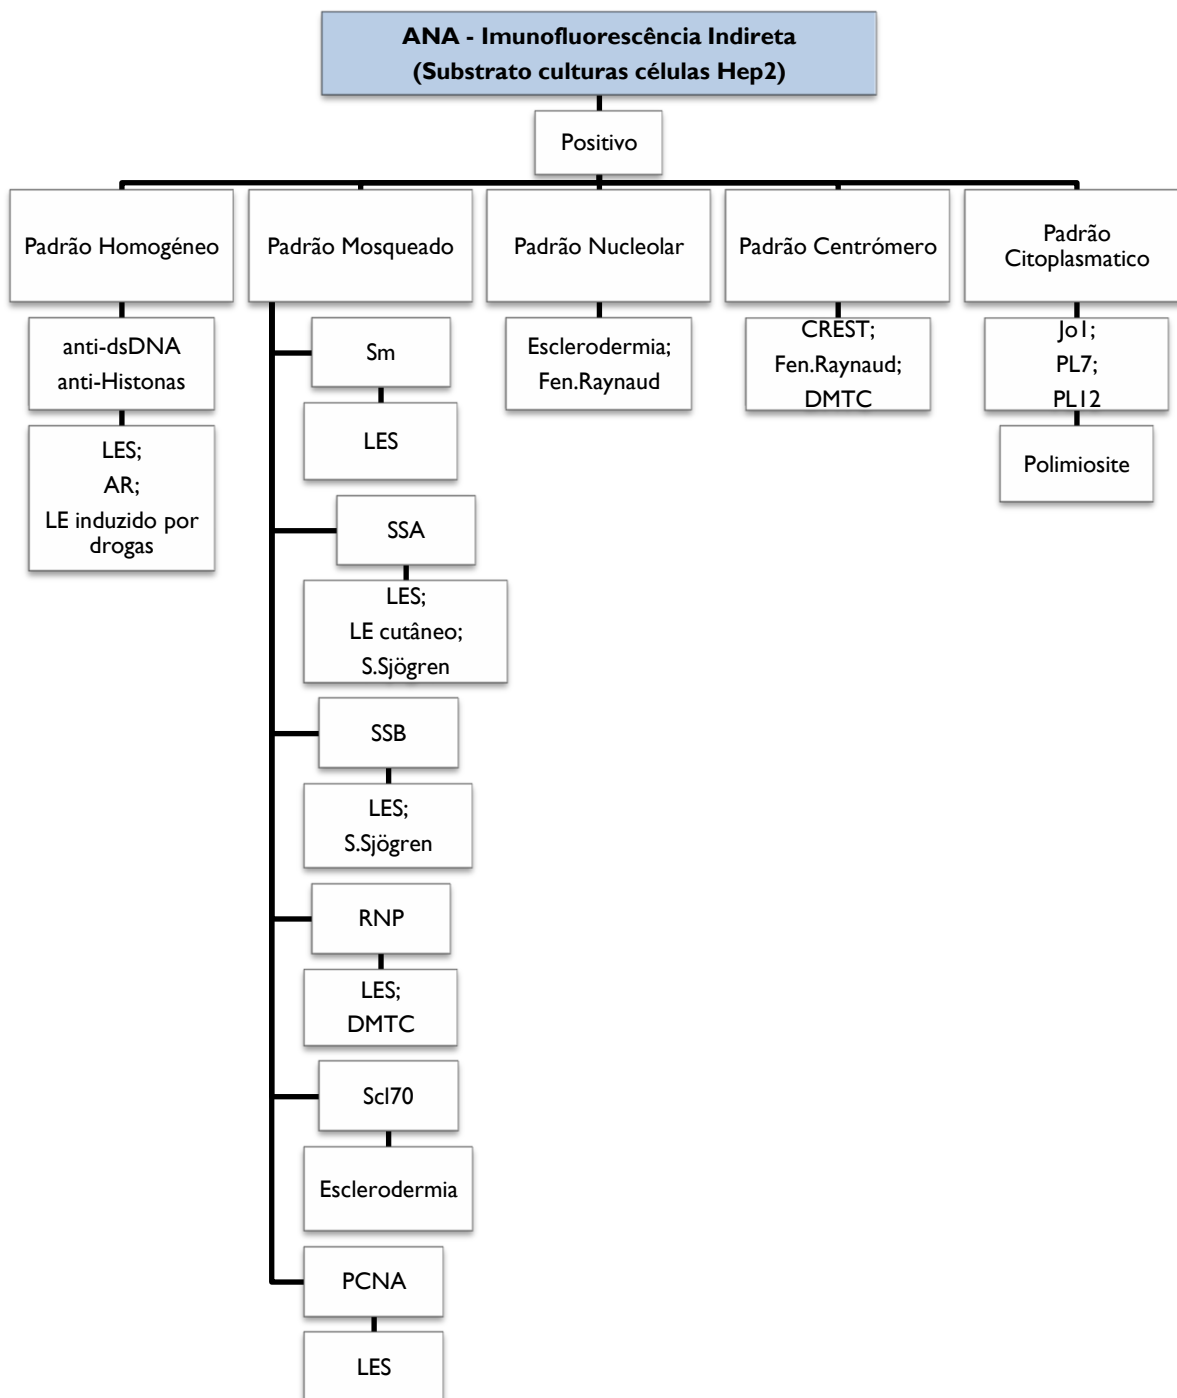 ANA - Imunofluorescência Indireta
(Substrato culturas células Hep2)
Positivo
Padrão Homogéneo
Padrão Mosqueado
Padrão Nucleolar
Padrão Centrómero
Padrão
Citoplasmatico
anti-dsDNA
anti-Histonas
LES;
AR;
LE induzido por
drogas
Sm
LES
SSA
LES;
LE cutâneo;
S.Sjögren
SSB
LES;
S.Sjögren
RNP
LES;
DMTC
Scl70
Esclerodermia
PCNA
LES
Esclerodermia;
Fen.Raynaud
CREST;
Fen.Raynaud;
DMTC
Jo1;
PL7;
PL12
Polimiosite